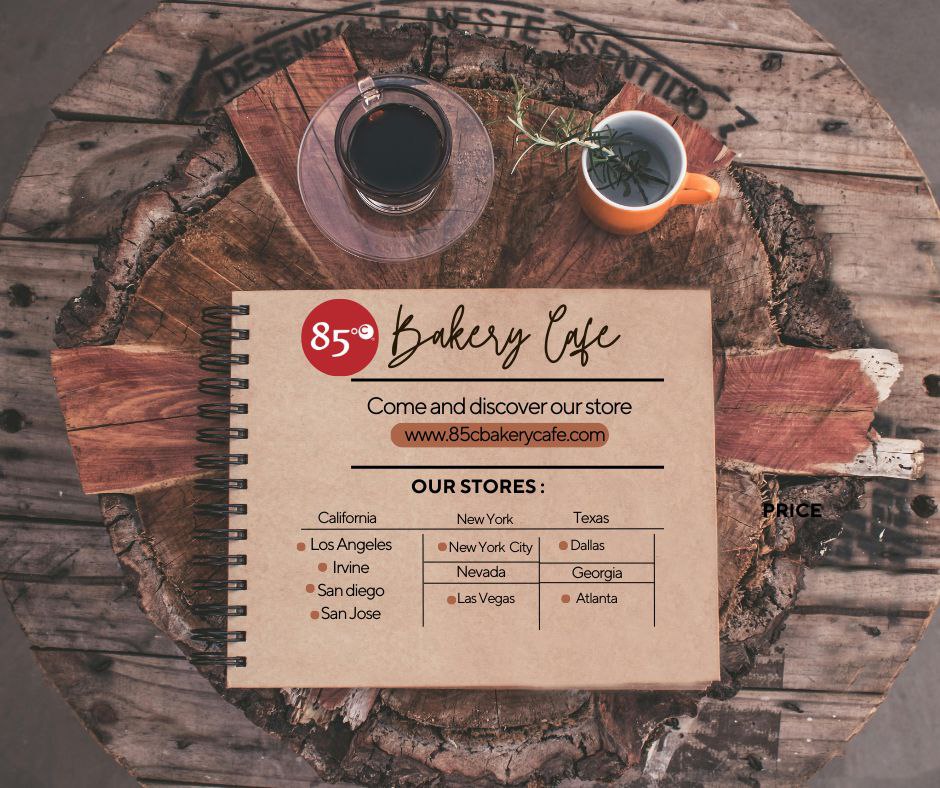 DESENROLE NESTE SENTIDO
85°C Bakery Cafe
Come and discover our store
www.85cbakerycafe.com
OUR STORES :
California New York Texas
Los Angeles New York City Dallas
Irvine Nevada Georgia
San diego Las Vegas Atlanta
San Jose
PRICE